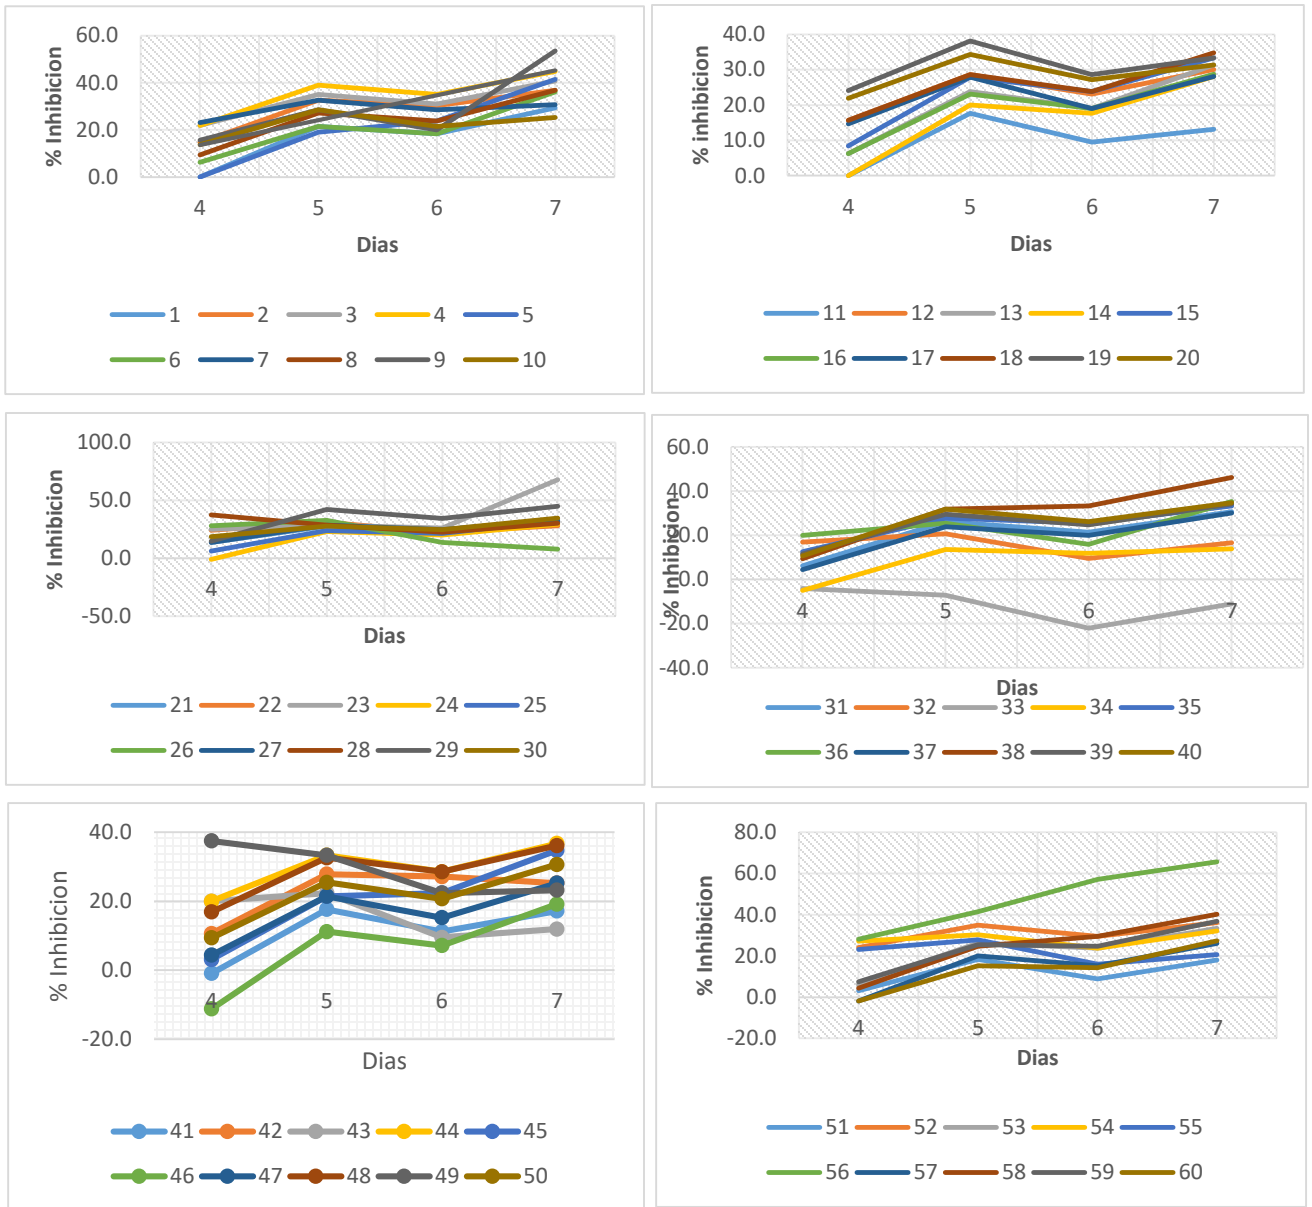 % Inhibicion
60.0
40.0
20.0
0.0
4 5 6 7
Dias
1 2 3 4 5
6 7 8 9 10
% inhibicion
40.0
30.0
20.0
10.0
0.0
4 5 6 7
Dias
11 12 13 14 15
16 17 18 19 20
% Inhibicion
100.0
50.0
0.0
-50.0
4 5 6 7
Dias
21 22 23 24 25
26 27 28 29 30
% Inhibicion
60.0
40.0
20.0
0.0
-20.0
-40.0
4 5 6 7
Dias
31 32 33 34 35
36 37 38 39 40
% Inhibicion
40.0
20.0
0.0
-20.0
4 5 6 7
Dias
41 42 43 44 45
46 47 48 49 50
% Inhibicion
80.0
60.0
40.0
20.0
0.0
-20.0
4 5 6 7
Dias
51 52 53 54 55
56 57 58 59 60